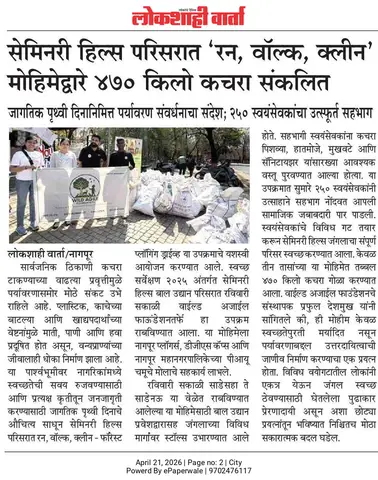 लोकशाही वार्ता
सेमिनरी हिल्स परिसरात ‘रन, वॉल्क, क्लीन’
मोहिमेद्वारे ४७० किलो कचरा संकलित
जागतिक पृथ्वी दिनानिमित्त पर्यावरण संवर्धनाचा संदेश; २५० स्वयंसेवकांचा उत्स्फूर्त सहभाग
WILD AGILE
लोकशाही वार्ता/नागपूर
सार्वजनिक ठिकाणी कचरा
टाकण्याच्या वाढत्या प्रवृत्तीमुळे
पर्यावरणासमोर मोठे संकट उभे
राहिले आहे. प्लास्टिक, काचेच्या
बाटल्या आणि खाद्यपदार्थांच्या
वेष्टनांमुळे माती, पाणी आणि हवा
प्रदूषित होत असून, वन्यप्राण्यांच्या
जीवालाही धोका निर्माण झाला आहे.
या पार्श्वभूमीवर नागरिकांमध्ये
स्वच्छतेची सवय रुजवण्यासाठी
आणि प्रत्यक्ष कृतीतून जनजागृती
करण्यासाठी जागतिक पृथ्वी दिनाचे
औचित्य साधून सेमिनरी हिल्स
परिसरात रन, वॉल्क, क्लीन - फॉरेस्ट
प्लॉगिंग ड्राईव्ह या उपक्रमाचे यशस्वी
आयोजन करण्यात आले. स्वच्छ
सर्वेक्षण २०२५ अंतर्गत सेमिनरी
हिल्स बाल उद्यान परिसरात रविवारी
सकाळी वाईल्ड अजाईल
फाऊंडेशनतर्फे हा उपक्रम
राबविण्यात आला. या मोहिमेला
नागपूर प्लॉगर्स, डीजीएस कॅप्स आणि
नागपूर महानगरपालिकेच्या पीआयू
चमूचे मोलाचे सहकार्य लाभले.
रविवारी सकाळी साडेसहा ते
साडेनऊ या वेळेत राबविण्यात
आलेल्या या मोहिमेसाठी बाल उद्यान
प्रवेशद्वारासह जंगलाच्या विविध
मार्गांवर स्टॉल्स उभारण्यात आले
होते. सहभागी स्वयंसेवकांना कचरा
पिशव्या, हातमोजे, मुखवटे आणि
सॅनिटायझर यांसारख्या आवश्यक
वस्तू पुरवण्यात आल्या होत्या. या
उपक्रमात सुमारे २५० स्वयंसेवकांनी
उत्साहाने सहभाग नोंदवत आपली
सामाजिक जबाबदारी पार पाडली.
स्वयंसेवकांचे विविध गट तयार
करून सेमिनरी हिल्स जंगलाचा संपूर्ण
परिसर स्वच्छ करण्यात आला. केवळ
तीन तासांच्या या मोहिमेत तब्बल
४७० किलो कचरा गोळा करण्यात
आला. वाईल्ड अजाईल फाउंडेशनचे
संस्थापक प्रफुल देशमुख यांनी
सांगितले की, ही मोहीम केवळ
स्वच्छतेपुरती मर्यादित नसून
पर्यावरणाबद्दल उत्तरदायित्वाची
जाणीव निर्माण करण्याचा एक प्रयत्न
होता. विविध वयोगटातील लोकांनी
एकत्र येऊन जंगल स्वच्छ
ठेवण्यासाठी घेतलेला पुढाकार
प्रेरणादायी असून अशा छोट्या
प्रयत्नांतून भविष्यात निश्चितच मोठा
सकारात्मक बदल घडेल.
April 21, 2026 | Page no: 2 | City
Powerd By ePaperwale | 9702476117